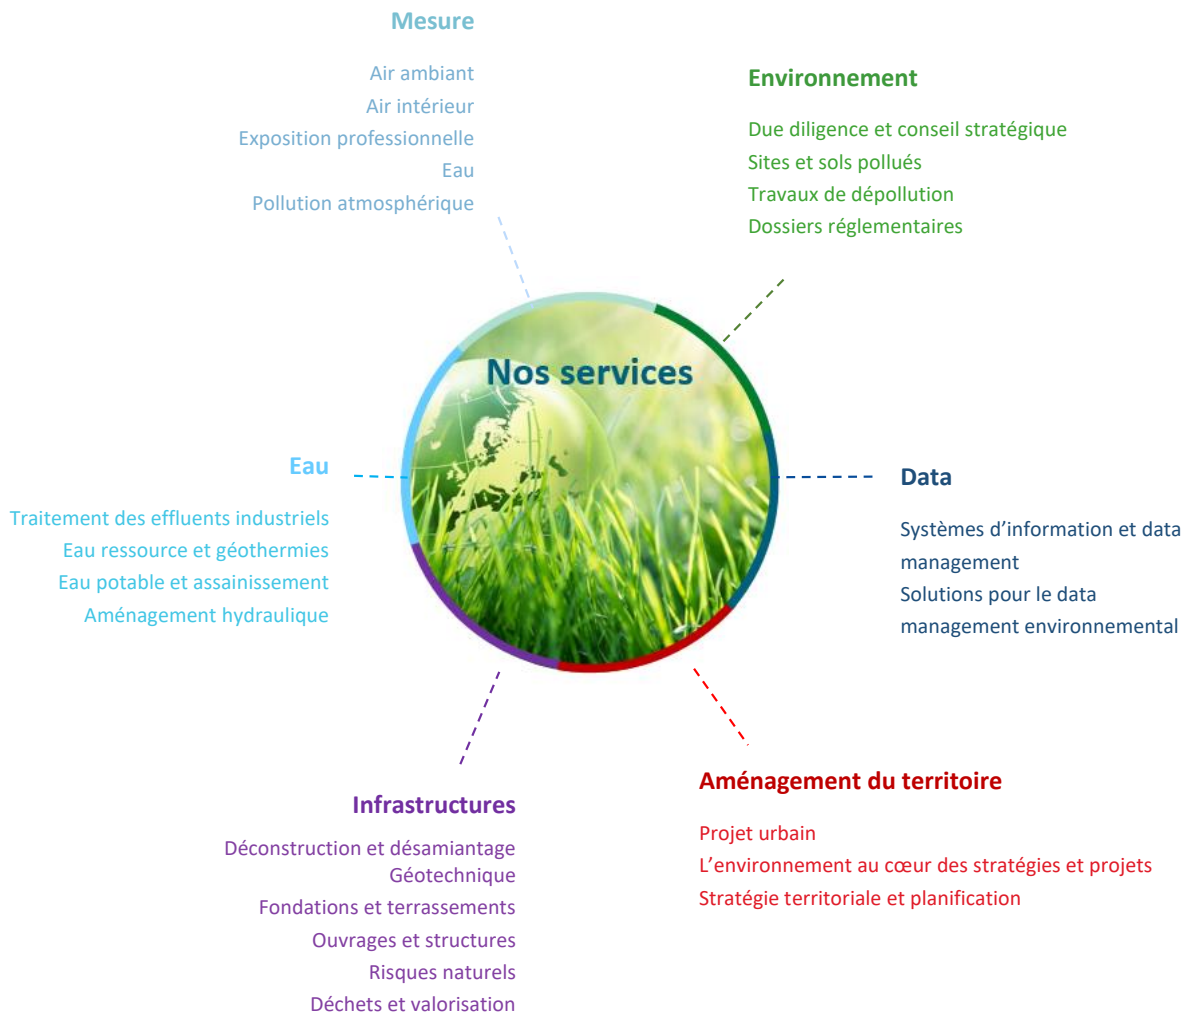 Mesure
Air ambiant
Air intérieur
Exposition professionnelle
Eau
Pollution atmosphérique
Environnement
Due diligence et conseil stratégique
Sites et sols pollués
Travaux de dépollution
Dossiers réglementaires
Nos services
Eau
Traitement des effluents industriels
Eau ressource et géothermies
Eau potable et assainissement
Aménagement hydraulique
Data
Systèmes d’information et data
management
Solutions pour le data
management environnemental
Infrastructures
Déconstruction et désamiantage
Géotechnique
Fondations et terrassements
Ouvrages et structures
Risques naturels
Déchets et valorisation
Aménagement du territoire
Projet urbain
L’environnement au cœur des stratégies et projets
Stratégie territoriale et planification